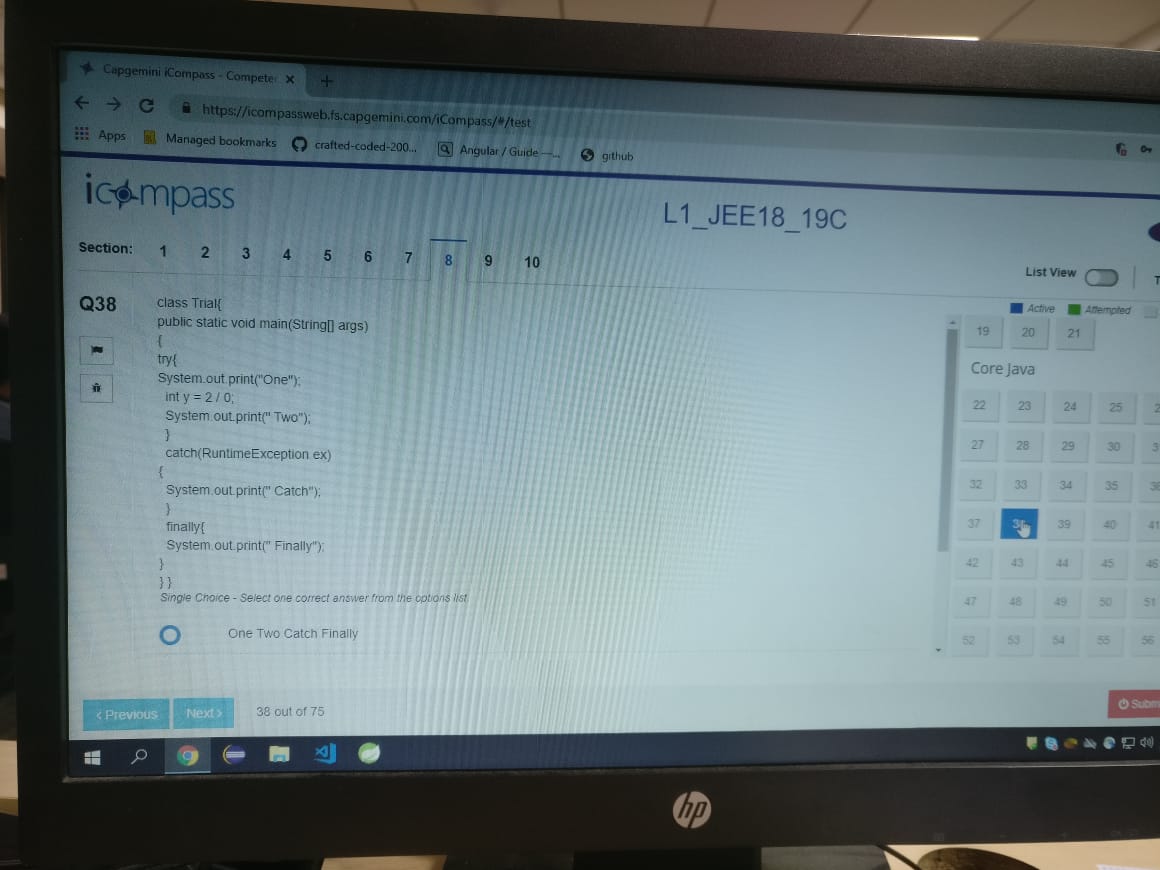 Capgemini iCompass - Competen
https://icompassweb.fs.capgemini.com/iCompass/#/test
Apps Managed bookmarks crafted-coded-200... Angular / Guide —... github
icompass
L1_JEE18_19C
Section: 1 2 3 4 5 6 7 8 9 10
List View
Active Attempted
Q38
class Trial{
public static void main(String[] args)
{
try{
System.out.print("One");
int y = 2 / 0;
System.out.print(" Two");
}
catch(RuntimeException ex)
{
System.out.print(" Catch");
}
finally{
System.out.print(" Finally");
}
} }
Single Choice - Select one correct answer from the options list.
One Two Catch Finally
19 20 21
Core Java
22 23 24 25
27 28 29 30
32 33 34 35
37 39 40 41
42 43 44 45 46
47 48 49 50 51
52 53 54 55 56
< Previous Next > 38 out of 75
hp